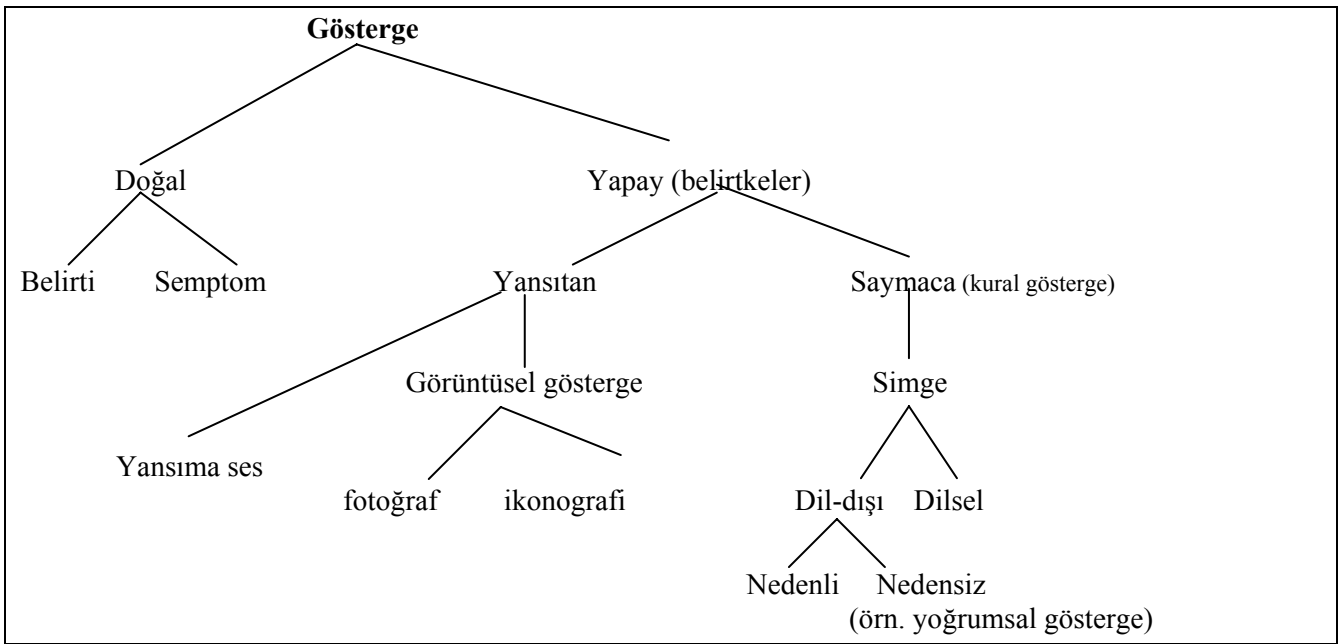 Gösterge
Doğal Yapay (belirtkeler)
Belirti Semptom Yansıtan Saymaca (kural gösterge)
Görüntüsel gösterge Simge
Yansıma ses
fotoğraf ikonografi Dil-dışı Dilsel
Nedenli Nedensiz
(örn. yoğrumsal gösterge)